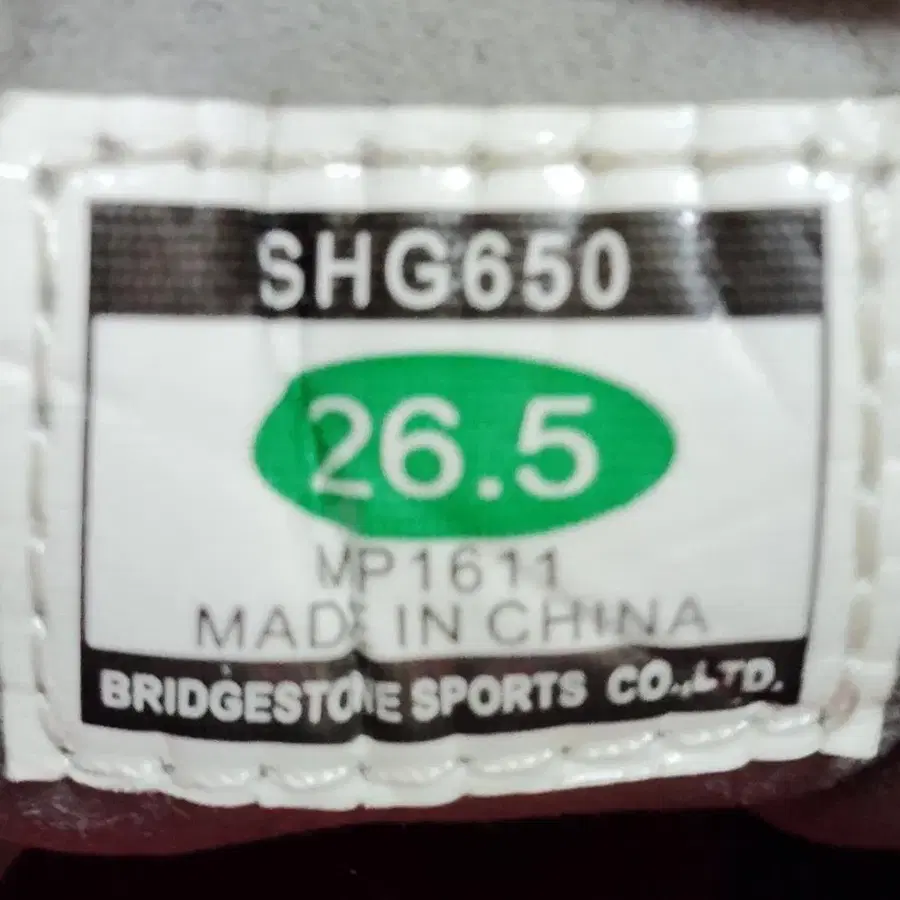 SHG650
26.5
MP1611
MADE IN CHINA
BRIDGESTONE SPORTS CO.,LTD.